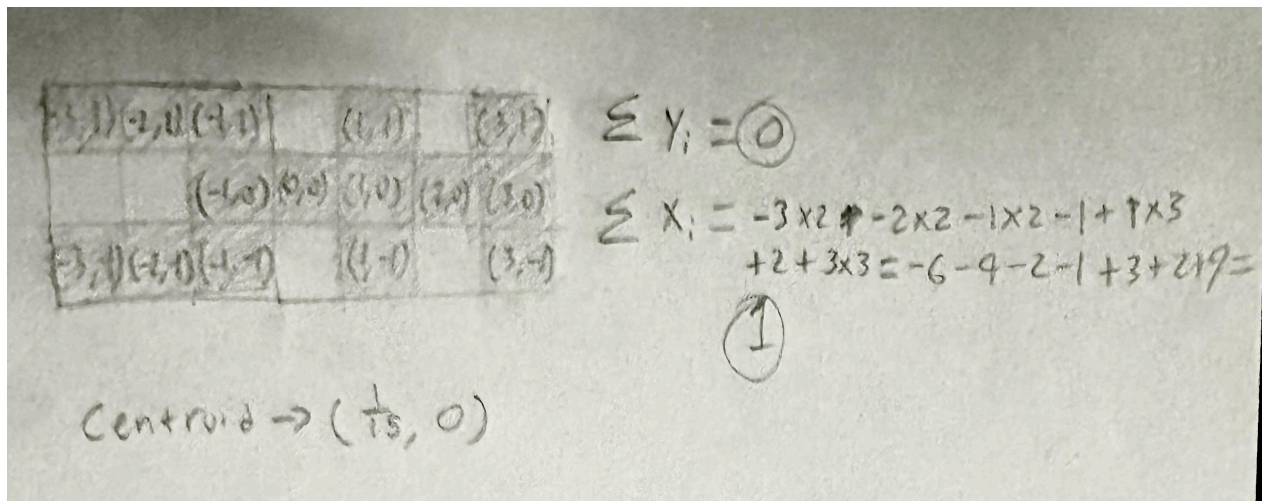 (-3,1) (-2,1) (-1,1) (1,1) (3,1)
(-1,0) (0,0) (1,0) (2,0) (3,0)
(-3,-1) (-2,-1) (-1,-1) (1,-1) (3,-1)
Σ yᵢ = 0
Σ xᵢ = -3×2 -2×2 -1×2 -1 + 1×3
+2 + 3×3 = -6 -4 -2 -1 +3 +2 +9 =
1
Centroid → (1/15, 0)